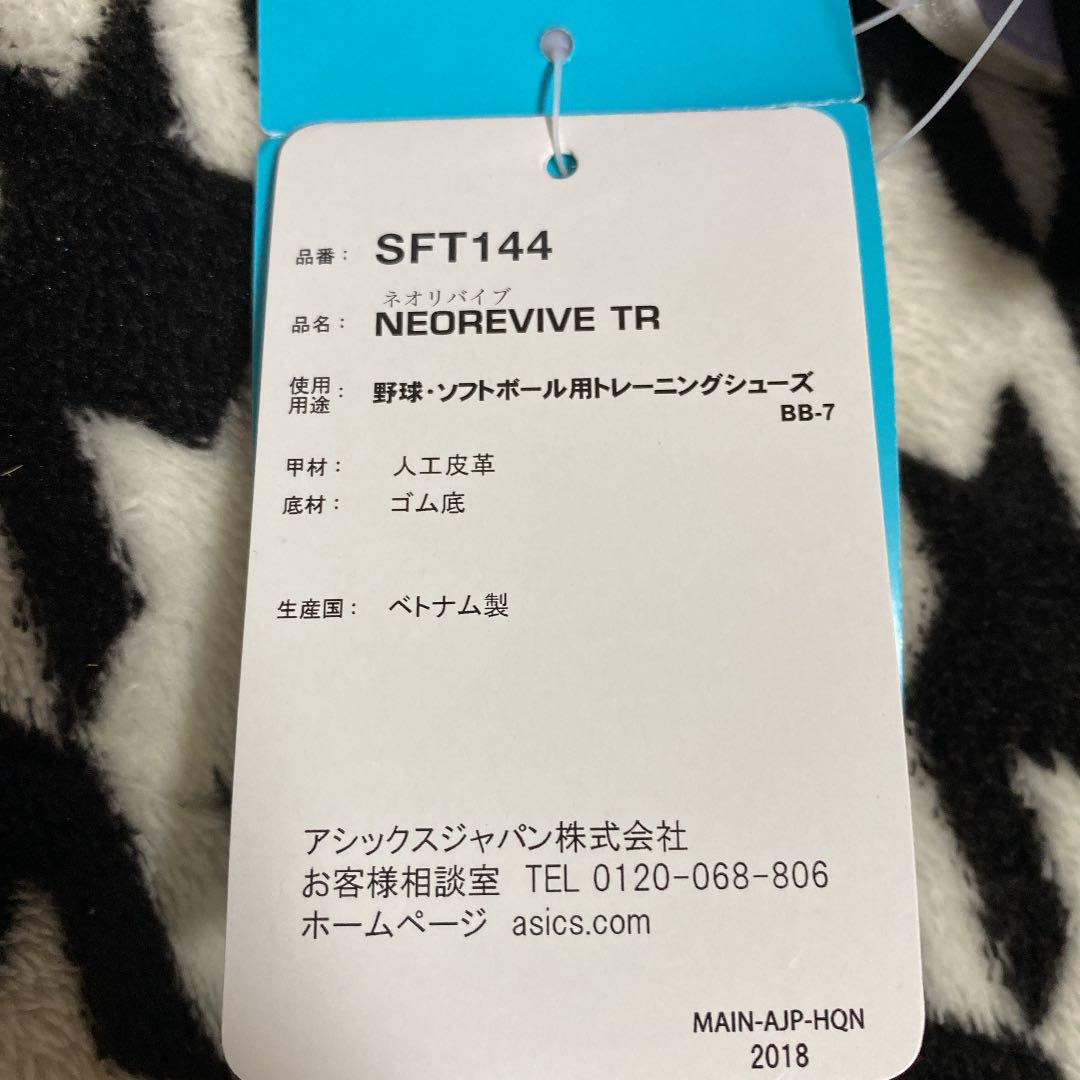 品番： SFT144
ネオリバイブ
品名： NEOREVIVE TR
使用用途： 野球・ソフトボール用トレーニングシューズ
BB-7
甲材： 人工皮革
底材： ゴム底
生産国： ベトナム製
アシックスジャパン株式会社
お客様相談室 TEL 0120-068-806
ホームページ asics.com
MAIN-AJP-HQN
2018